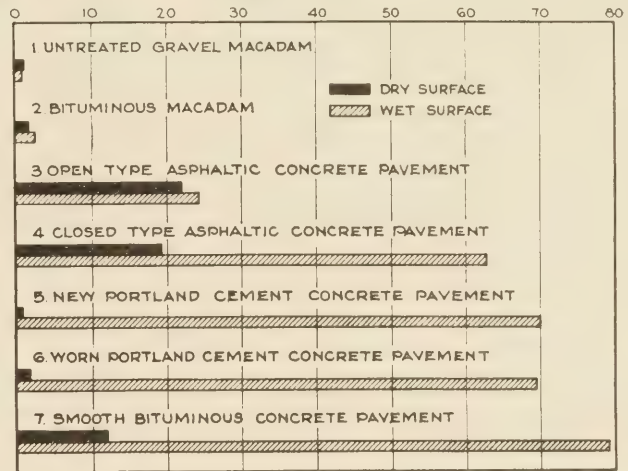 0 10 20 30 40 50 60 70 80
1 UNTREATED GRAVEL MACADAM
DRY SURFACE
WET SURFACE
2 BITUMINOUS MACADAM
3 OPEN TYPE ASPHALTIC CONCRETE PAVEMENT
4 CLOSED TYPE ASPHALTIC CONCRETE PAVEMENT
5. NEW PORTLAND CEMENT CONCRETE PAVEMENT
6. WORN PORTLAND CEMENT CONCRETE PAVEMENT
7. SMOOTH BITUMINOUS CONCRETE PAVEMENT